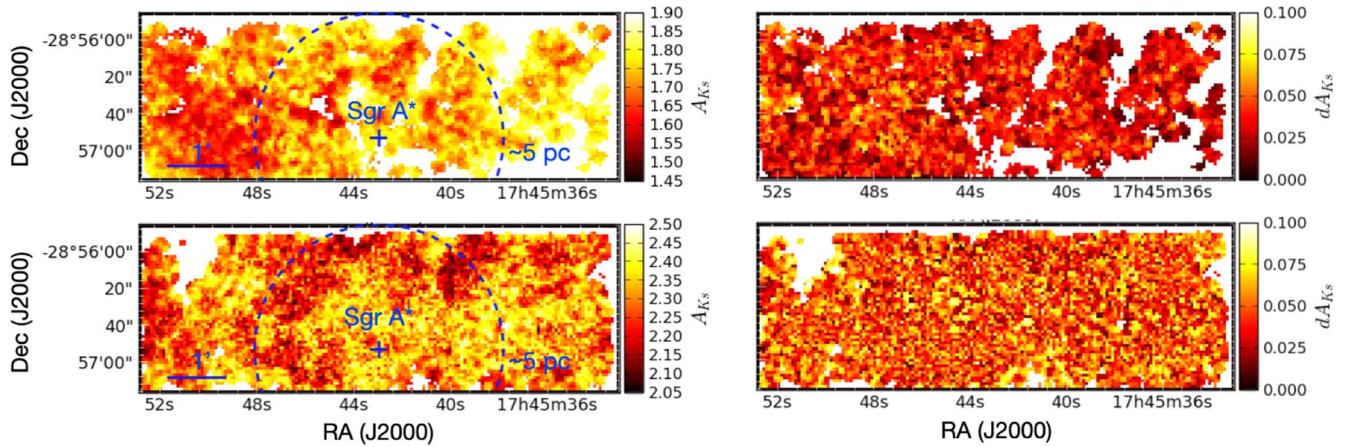 -28°56'00"
20"
40"
57'00"
Dec (J2000)
Sgr A*
1'
~5 pc
52s 48s 44s 40s 17h45m36s
1.90
1.85
1.80
1.75
1.70
1.65
1.60
1.55
1.50
1.45
A_Ks
52s 48s 44s 40s 17h45m36s
0.100
0.075
0.050
0.025
0.000
dA_Ks
-28°56'00"
20"
40"
57'00"
Dec (J2000)
Sgr A*
1'
~5 pc
52s 48s 44s 40s 17h45m36s
RA (J2000)
2.50
2.45
2.40
2.35
2.30
2.25
2.20
2.15
2.10
2.05
A_Ks
52s 48s 44s 40s 17h45m36s
RA (J2000)
0.100
0.075
0.050
0.025
0.000
dA_Ks